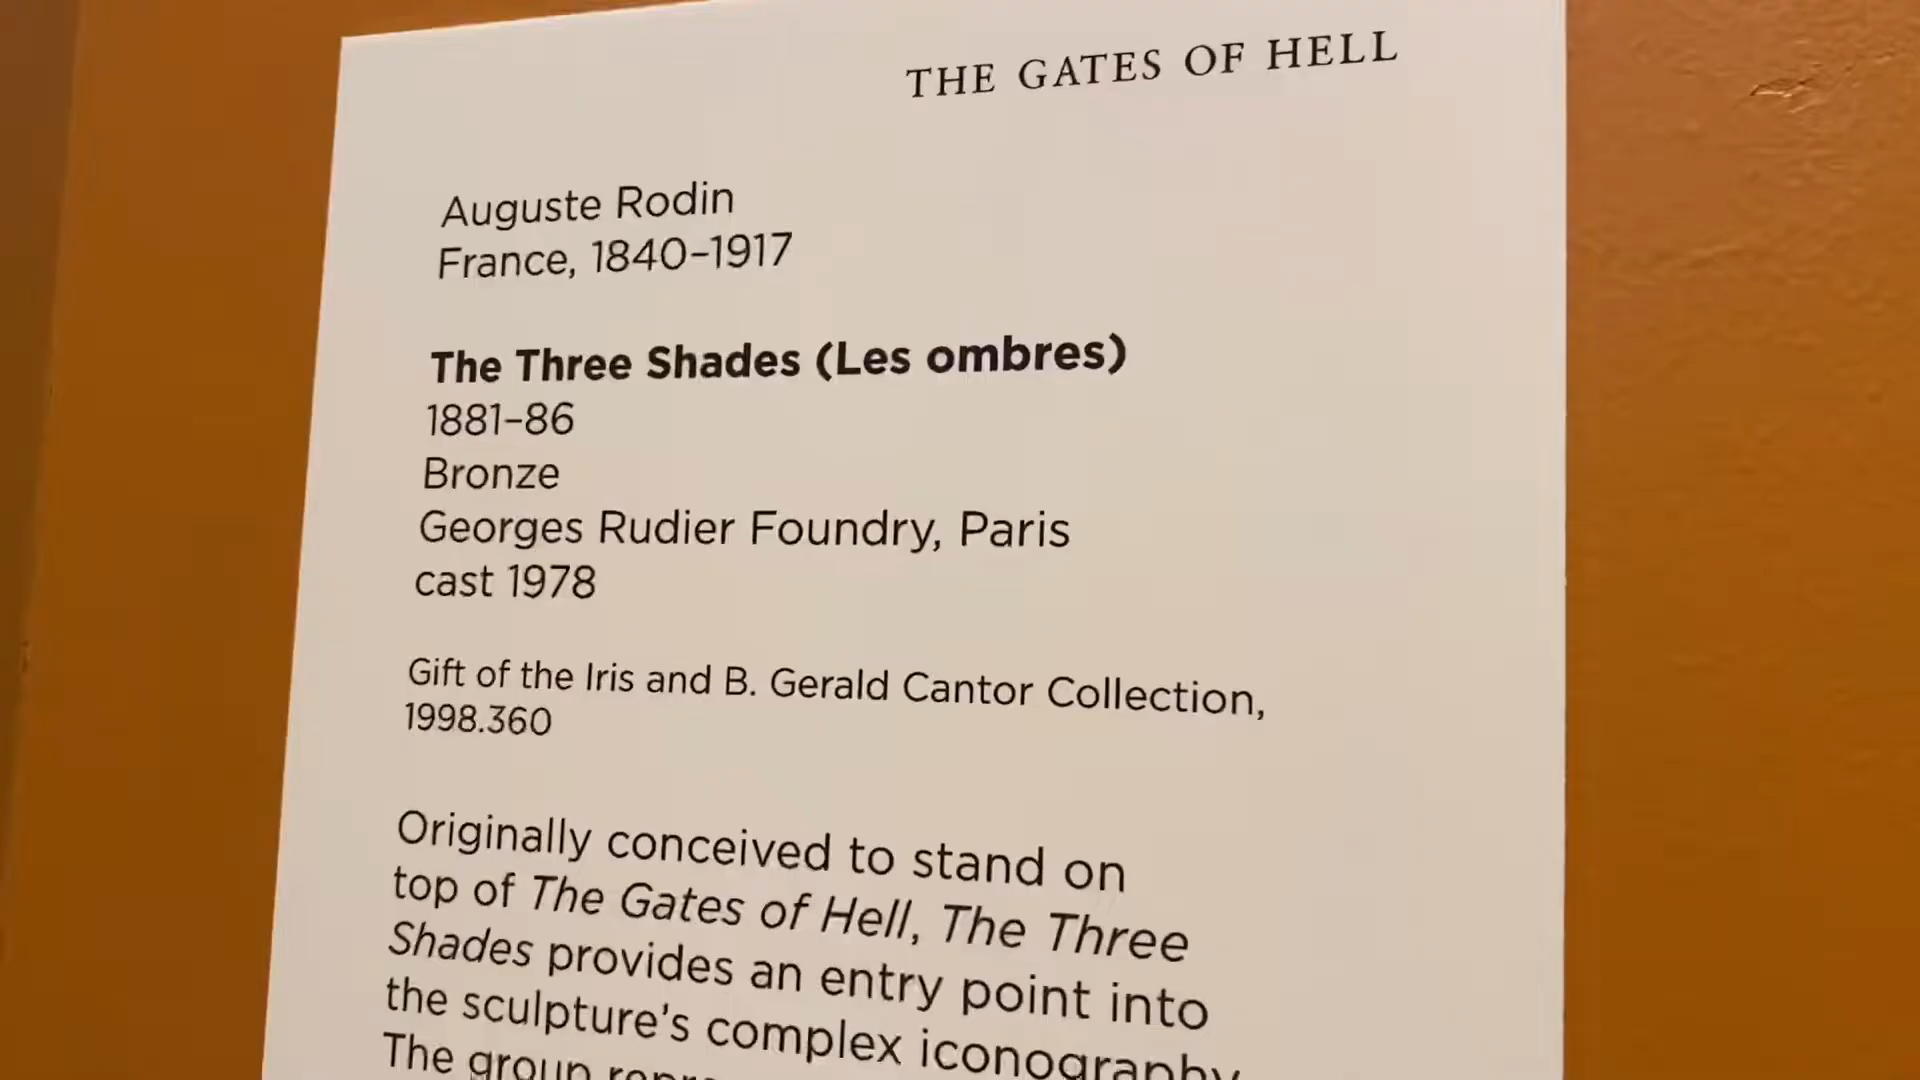 THE GATES OF HELL
Auguste Rodin
France, 1840–1917
The Three Shades (Les ombres)
1881–86
Bronze
Georges Rudier Foundry, Paris
cast 1978
Gift of the Iris and B. Gerald Cantor Collection,
1998.360
Originally conceived to stand on
top of The Gates of Hell, The Three
Shades provides an entry point into
the sculpture's complex iconography
The group